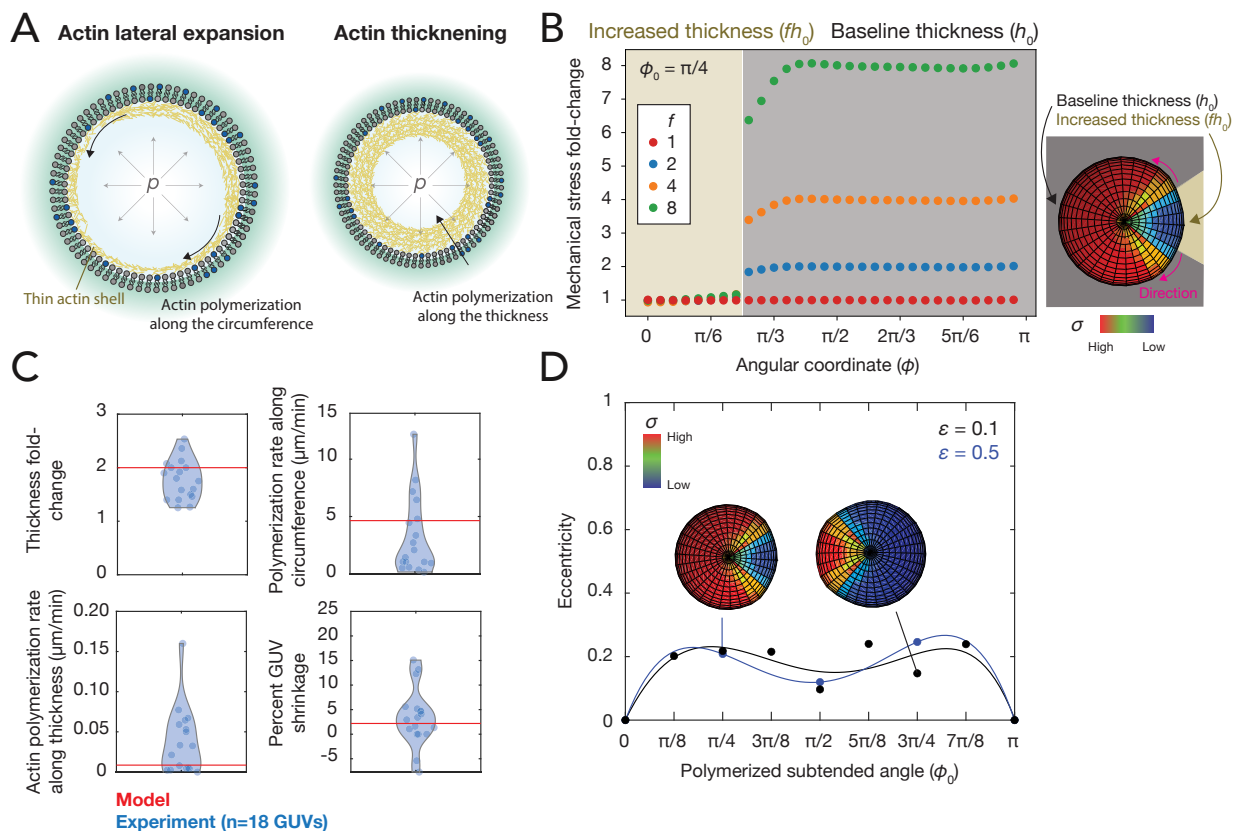 A
Actin lateral expansion
Actin thicknening
p
p
Thin actin shell
Actin polymerization
along the circumference
Actin polymerization
along the thickness
B
Increased thickness (fh0)
Baseline thickness (h0)
ϕ0 = π/4
f
1
2
4
8
Mechanical stress fold-change
8
7
6
5
4
3
2
1
0
π/6
π/3
π/2
2π/3
5π/6
π
Angular coordinate (ϕ)
Baseline thickness (h0)
Increased thickness (fh0)
Direction
σ
High
Low
C
Thickness fold-
change
3
2
1
0
Polymerization rate along
circumference (µm/min)
15
10
5
0
Actin polymerization rate
along thickness (µm/min)
0.20
0.15
0.10
0.05
0
Percent GUV
shrinkage
25
20
15
10
5
0
-5
Model
Experiment (n=18 GUVs)
D
Eccentricity
1
0.8
0.6
0.4
0.2
0
σ
High
Low
ε = 0.1
ε = 0.5
0
π/8
π/4
3π/8
π/2
5π/8
3π/4
7π/8
π
Polymerized subtended angle (ϕ0)